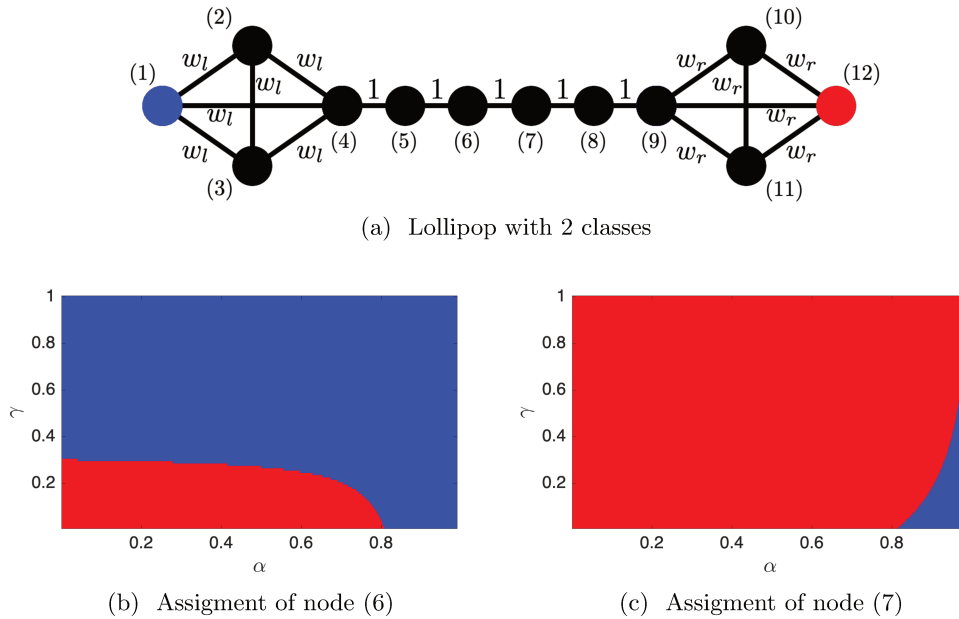 (2) (10)
(1) w_l w_l w_r w_r (12)
w_l 1 1 1 1 1 w_r
w_l w_r
w_l w_l (4) (5) (6) (7) (8) (9) w_r w_r
(3) (11)
(a) Lollipop with 2 classes
1 1
0.8 0.8
0.6 0.6
γ γ
0.4 0.4
0.2 0.2
0.2 0.4 0.6 0.8 0.2 0.4 0.6 0.8
α α
(b) Assigment of node (6) (c) Assigment of node (7)